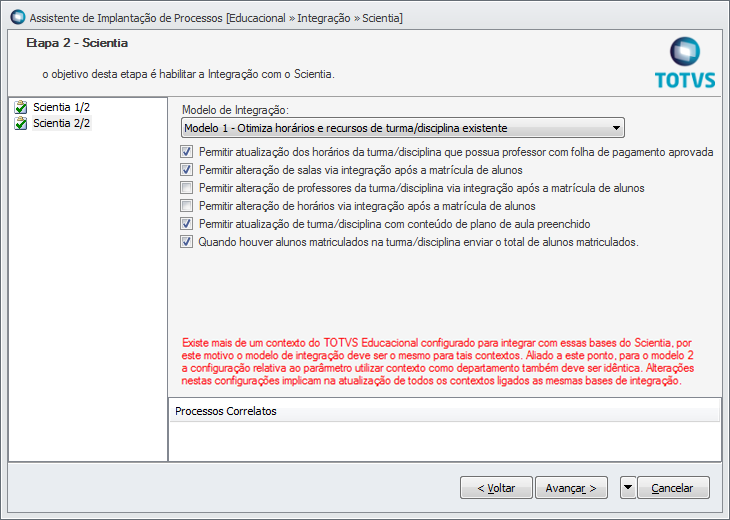 Assistente de Implantação de Processos [Educacional » Integração » Scientia]
Etapa 2 - Scientia
o objetivo desta etapa é habilitar a Integração com o Scientia.
TOTVS
Scientia 1/2
Scientia 2/2
Modelo de Integração:
Modelo 1 - Otimiza horários e recursos de turma/disciplina existente
Permitir atualização dos horários da turma/disciplina que possua professor com folha de pagamento aprovada
Permitir alteração de salas via integração após a matrícula de alunos
Permitir alteração de professores da turma/disciplina via integração após a matrícula de alunos
Permitir alteração de horários via integração após a matrícula de alunos
Permitir atualização de turma/disciplina com conteúdo de plano de aula preenchido
Quando houver alunos matriculados na turma/disciplina enviar o total de alunos matriculados.
Existe mais de um contexto do TOTVS Educacional configurado para integrar com essas bases do Scientia, por
este motivo o modelo de integração deve ser o mesmo para tais contextos. Aliado a este ponto, para o modelo 2
a configuração relativa ao parâmetro utilizar contexto como departamento também deve ser idêntica. Alterações
nestas configurações implicam na atualização de todos os contextos ligados as mesmas bases de integração.
Processos Correlatos
< Voltar
Avançar >
Cancelar